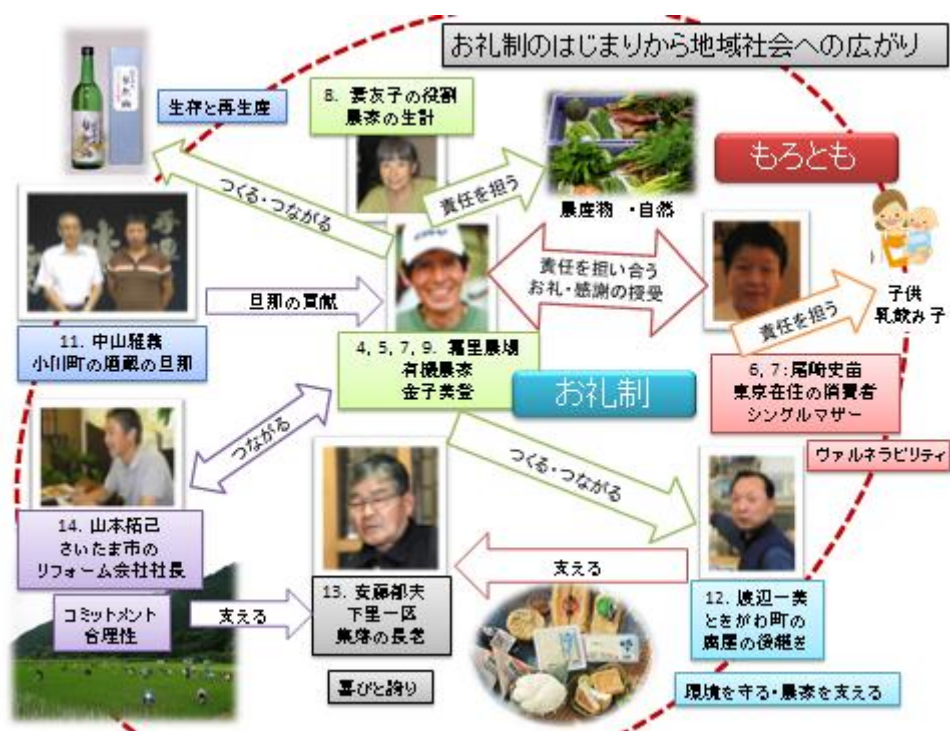 お礼制のはじまりから地域社会への広がり
生存と再生産
8. 妻友子の役割
農家の生計
もろとも
つくる・つながる
責任を担う
農産物 ・自然
責任を担い合う
お礼・感謝の授受
子供
乳飲み子
旦那の貢献
責任を担う
11. 中山雅義
小川町の酒蔵の旦那
4, 5, 7, 9. 霜里農場
有機農家
金子美登
お礼制
6, 7:尾崎史苗
東京在住の消費者
シングルマザー
つながる
つくる・つながる
ヴァルネラビリティ
14. 山本拓己
さいたま市の
リフォーム会社社長
支える
コミットメント
合理性
支える
13. 安藤郁夫
下里一区
集落の長老
12. 渡辺一美
ときがわ町の
豆腐屋の後継ぎ
喜びと誇り
環境を守る・農家を支える